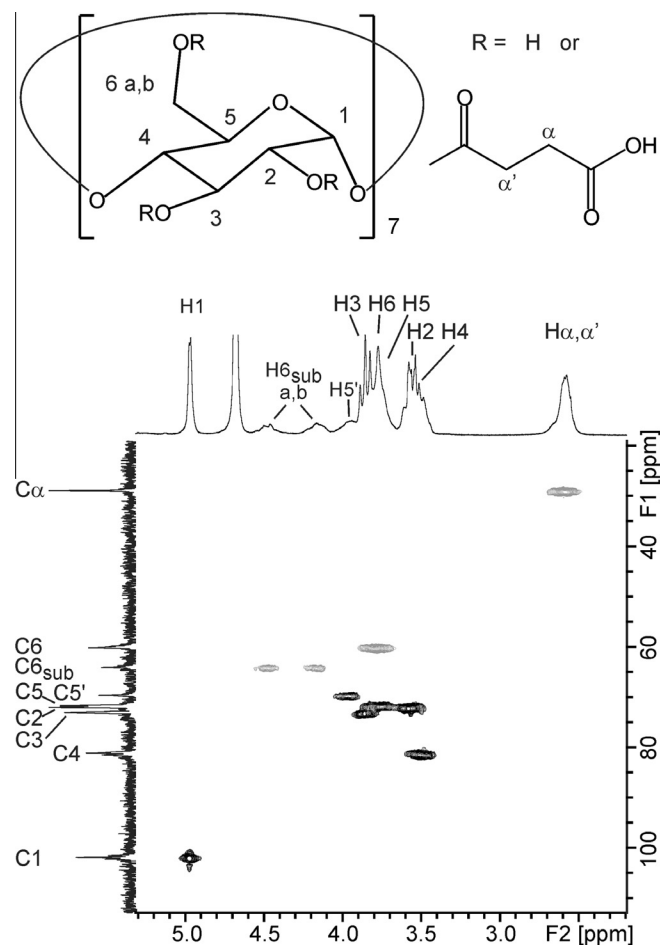 OR
R = H or
6 a,b
O
1
5
4
α
OH
2
O
OR
O
RO
3
O
α'
O
7
H1
H3 H6 H5
H2 H4
Hα,α'
H6sub
a,b
H5'
Cα
C6
C6sub
C5 C5'
C2
C3
C4
C1
F1 [ppm]
40
60
80
100
5.0 4.5 4.0 3.5 3.0 F2 [ppm]